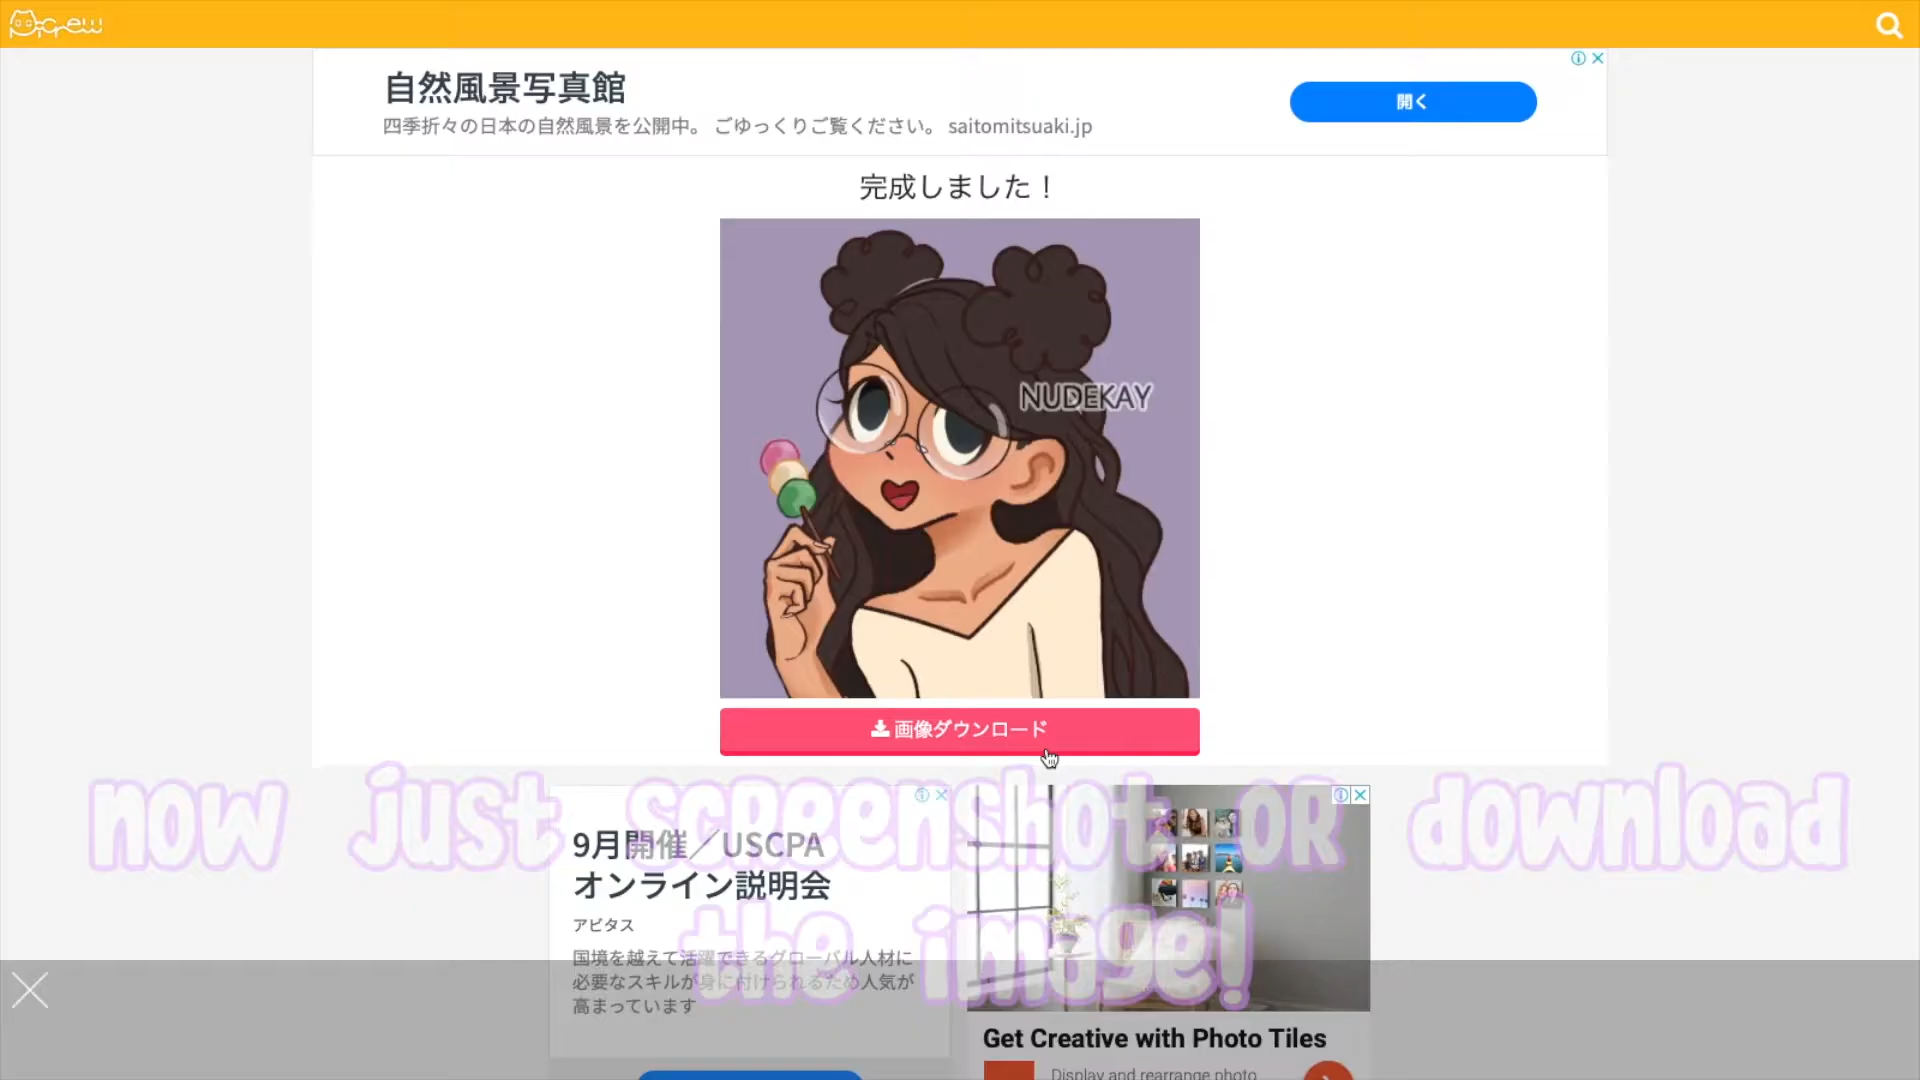 Picrew
自然風景写真館
四季折々の日本の自然風景を公開中。 ごゆっくりご覧ください。 saitomitsuaki.jp
開く
完成しました！
NUDEKAY
画像ダウンロード
now just screenshot OR download
the image!
9月開催／USCPA
オンライン説明会
アビタス
国境を越えて活躍できるグローバル人材に
必要なスキルが身に付けられるため人気が
高まっています
Get Creative with Photo Tiles
Display and rearrange photo